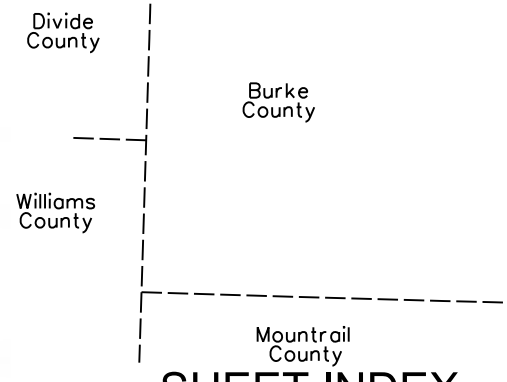 Divide
County
Burke
County
Williams
County
Mountrail
County
SHEET INDEX